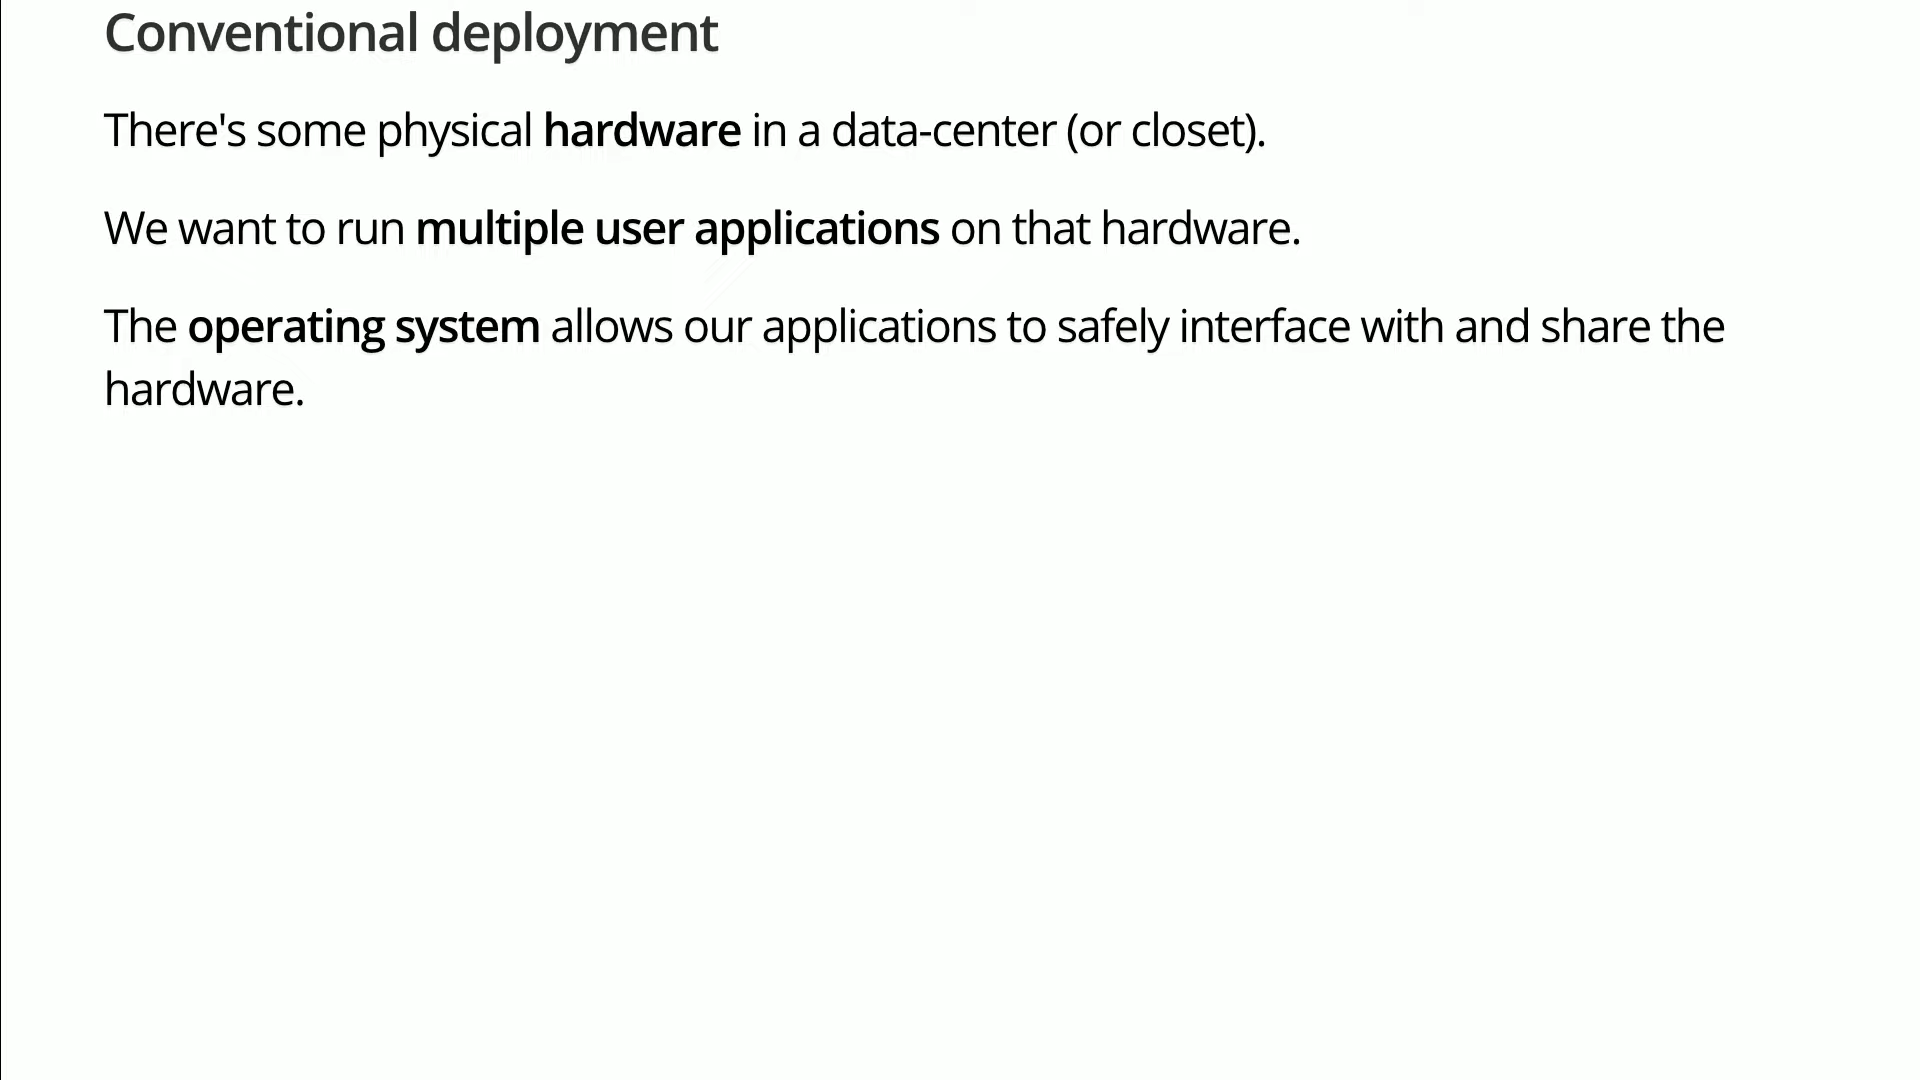 Conventional deployment
There's some physical hardware in a data-center (or closet).
We want to run multiple user applications on that hardware.
The operating system allows our applications to safely interface with and share the
hardware.